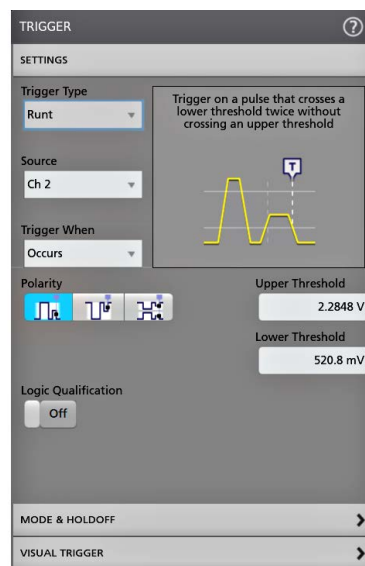 TRIGGER
?
SETTINGS
Trigger Type
Runt
Trigger on a pulse that crosses a
lower threshold twice without
crossing an upper threshold
T
Source
Ch 2
Trigger When
Occurs
Polarity
Upper Threshold
2.2848 V
Lower Threshold
520.8 mV
Logic Qualification
Off
MODE & HOLDOFF
VISUAL TRIGGER